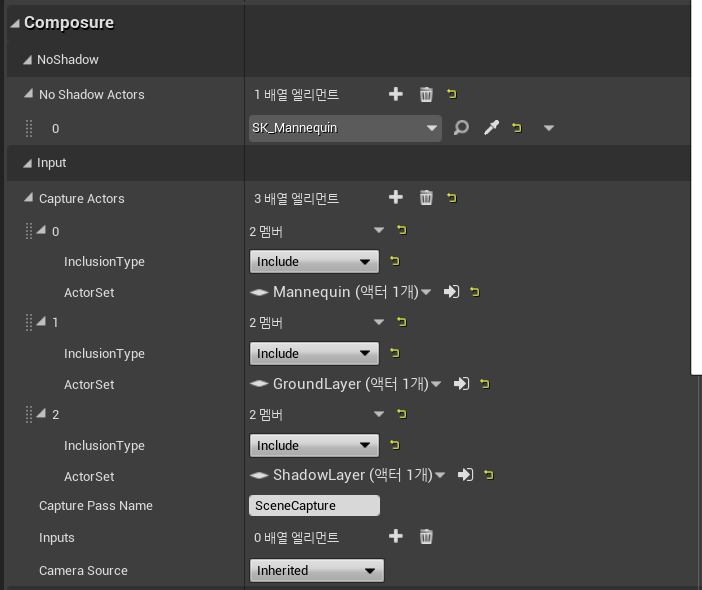 Composure
NoShadow
No Shadow Actors 1 배열 엘리먼트
0 SK_Mannequin
Input
Capture Actors 3 배열 엘리먼트
0 2 멤버
InclusionType Include
ActorSet Mannequin (액터 1개)
1 2 멤버
InclusionType Include
ActorSet GroundLayer (액터 1개)
2 2 멤버
InclusionType Include
ActorSet ShadowLayer (액터 1개)
Capture Pass Name SceneCapture
Inputs 0 배열 엘리먼트
Camera Source Inherited